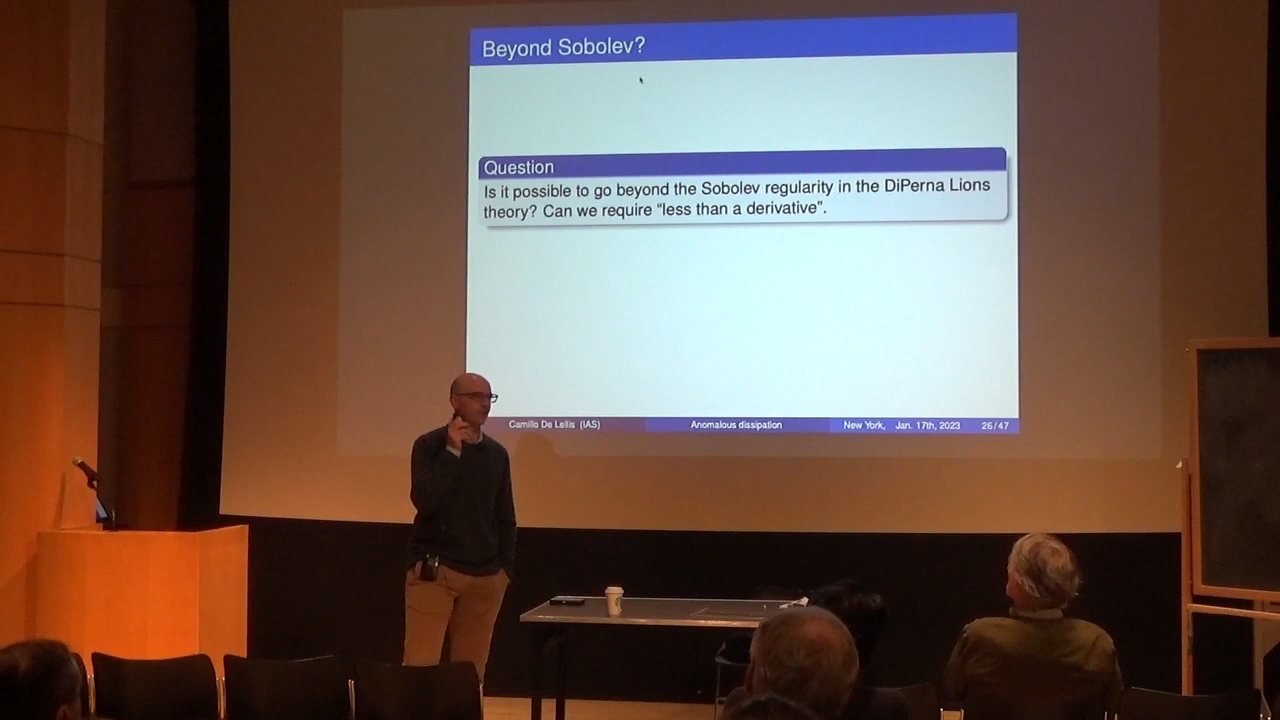 Beyond Sobolev?
Question
Is it possible to go beyond the Sobolev regularity in the DiPerna Lions
theory? Can we require “less than a derivative”.
Camillo De Lellis (IAS) Anomalous dissipation New York, Jan. 17th, 2023 26/47